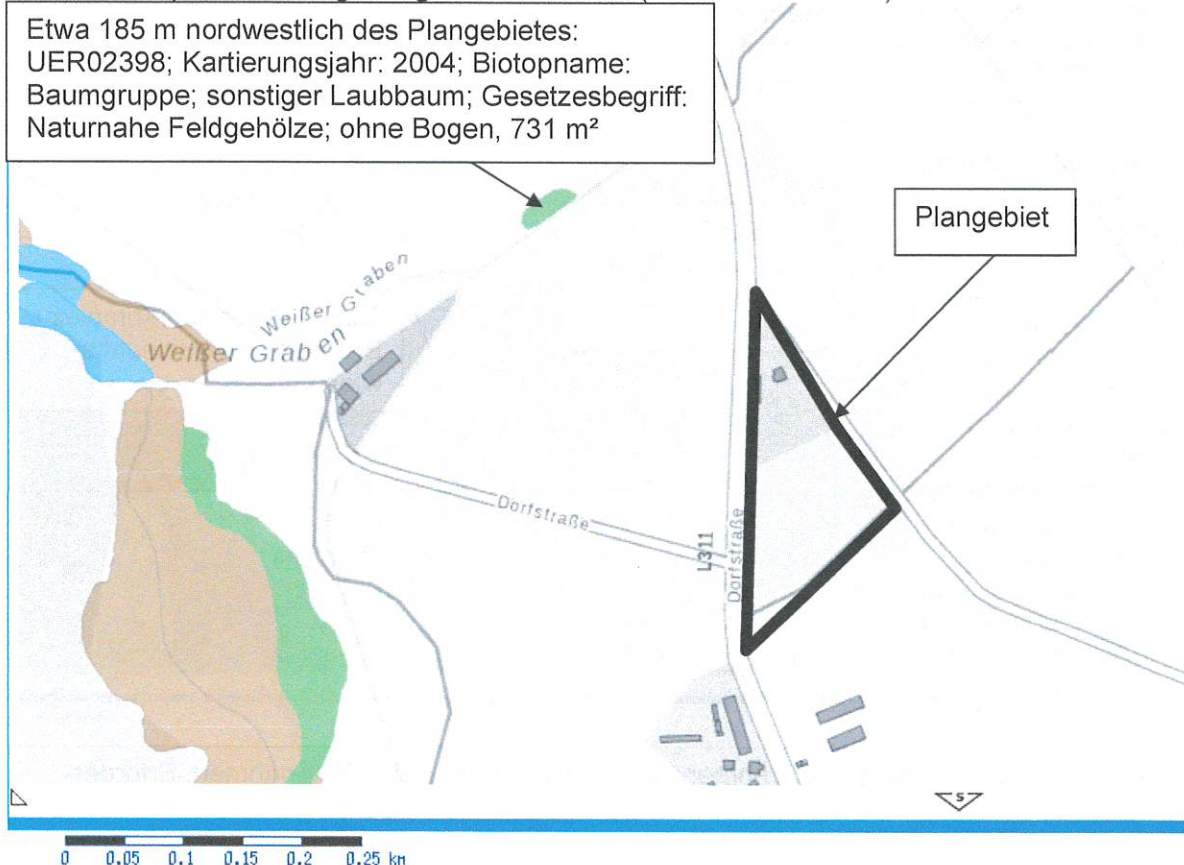 Etwa 185 m nordwestlich des Plangebietes:
UER02398; Kartierungsjahr: 2004; Biotopname:
Baumgruppe; sonstiger Laubbaum; Gesetzesbegriff:
Naturnahe Feldgehölze; ohne Bogen, 731 m²
Plangebiet
Weißer Graben
Weißer Graben
Dorfstraße
L311
Dorfstraße
S
0 0.05 0.1 0.15 0.2 0.25 km